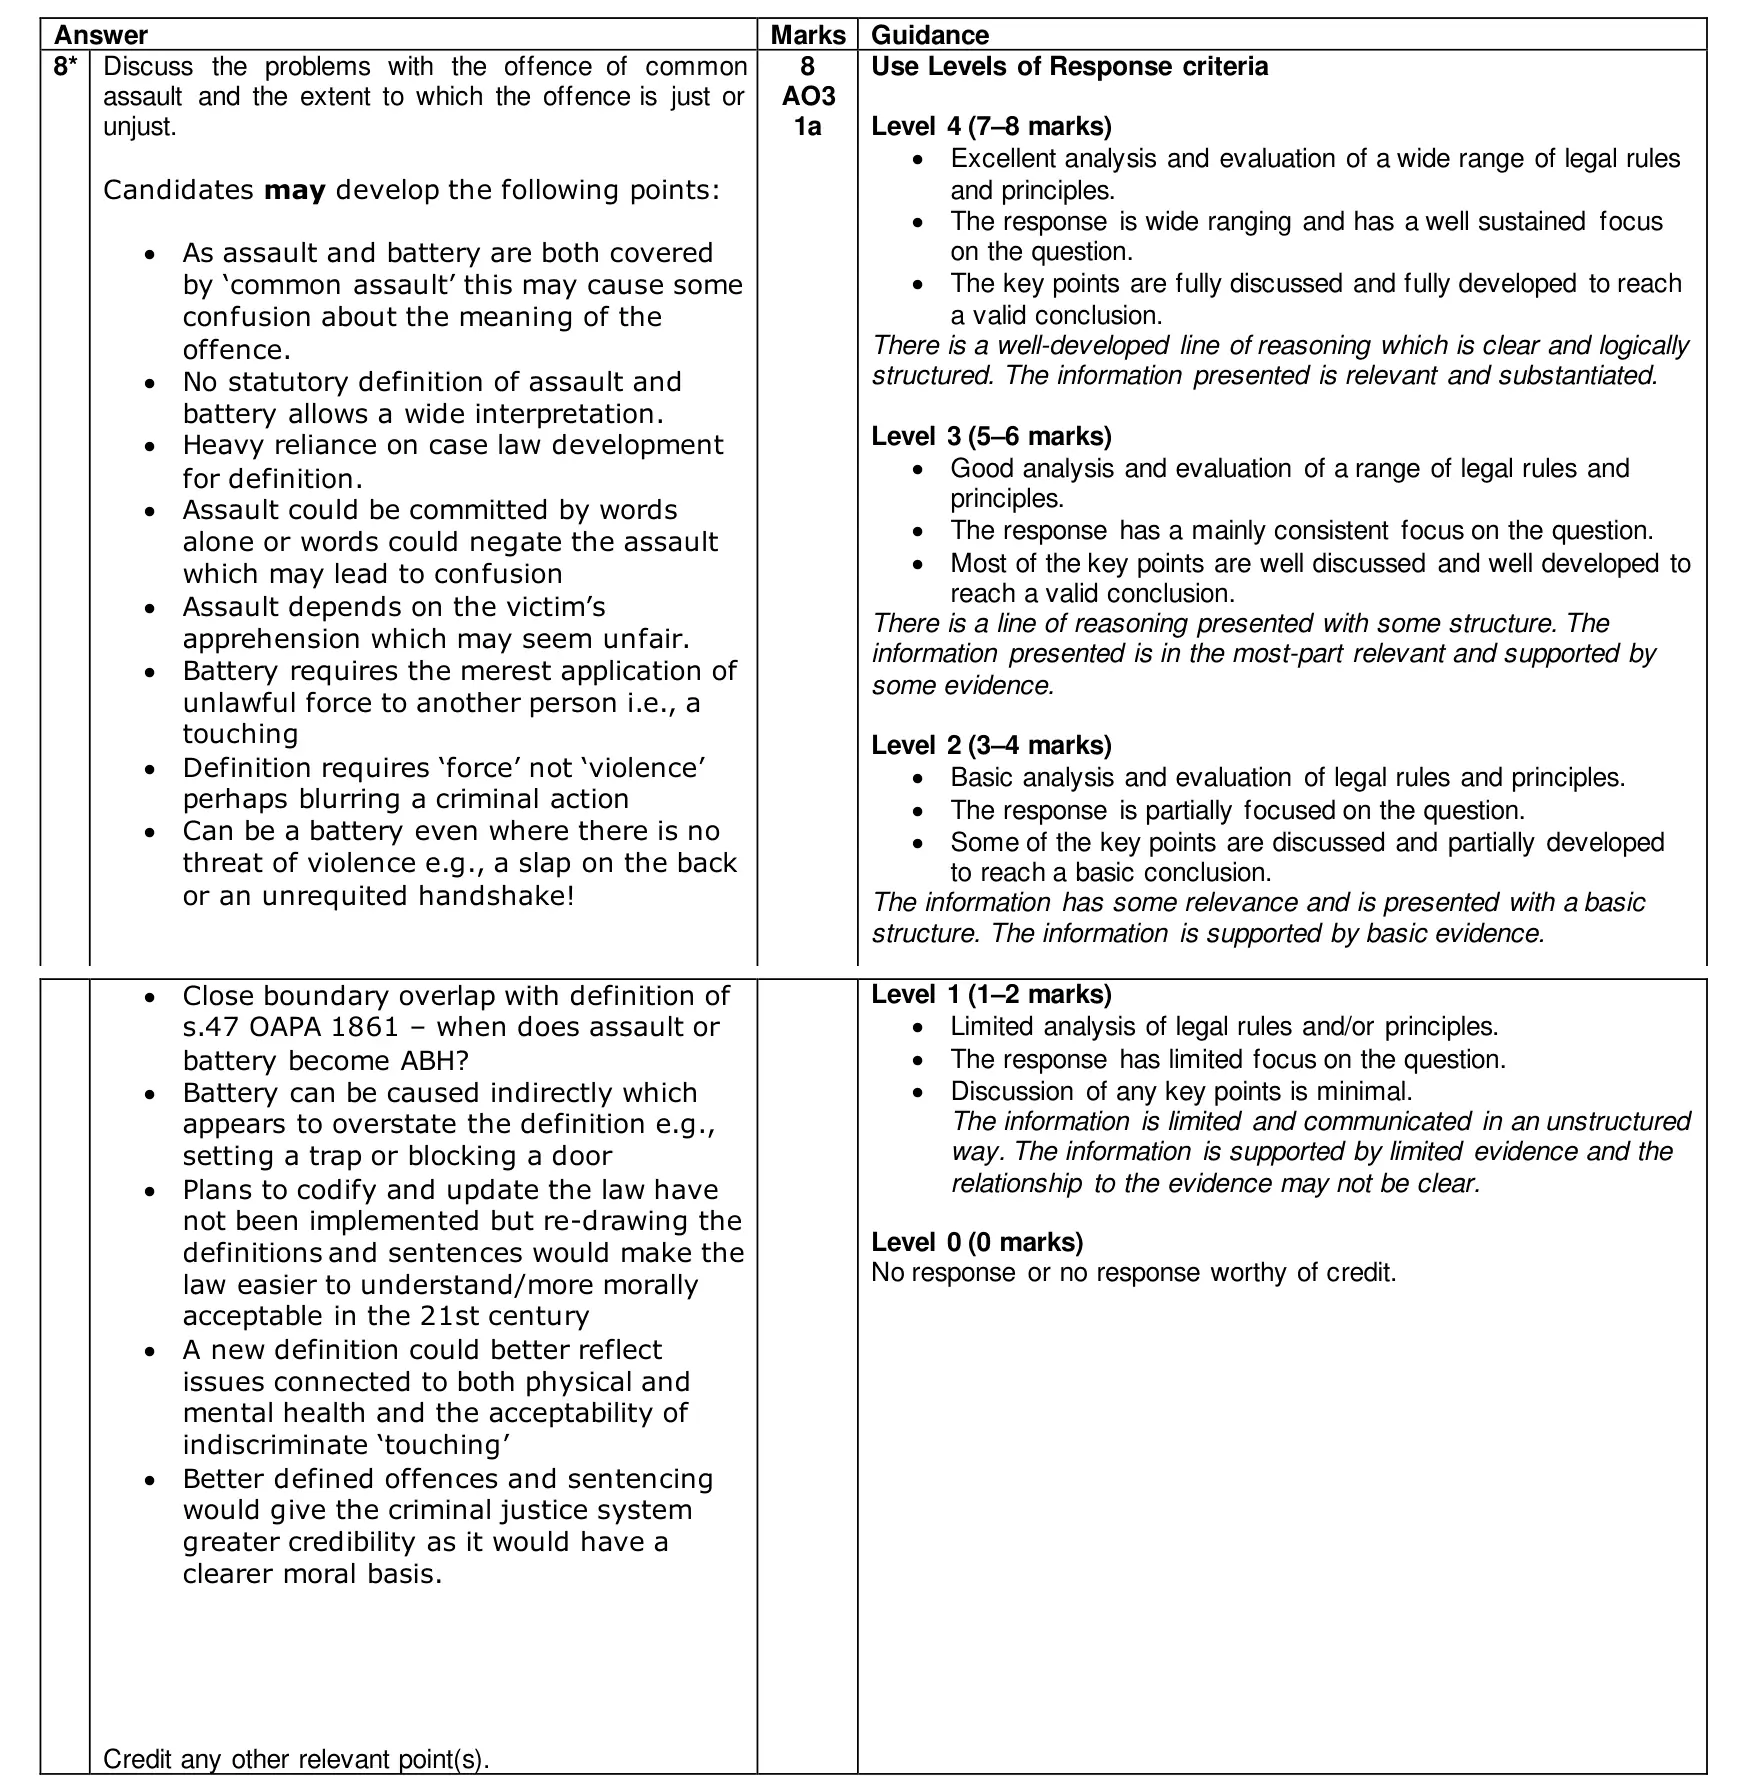 Answer Marks Guidance
8* Discuss the problems with the offence of common
assault and the extent to which the offence is just or
unjust.
Candidates may develop the following points:
• As assault and battery are both covered
by ‘common assault’ this may cause some
confusion about the meaning of the
offence.
• No statutory definition of assault and
battery allows a wide interpretation.
• Heavy reliance on case law development
for definition.
• Assault could be committed by words
alone or words could negate the assault
which may lead to confusion
• Assault depends on the victim’s
apprehension which may seem unfair.
• Battery requires the merest application of
unlawful force to another person i.e., a
touching
• Definition requires ‘force’ not ‘violence’
perhaps blurring a criminal action
• Can be a battery even where there is no
threat of violence e.g., a slap on the back
or an unrequited handshake!
8
AO3
1a
Use Levels of Response criteria
Level 4 (7–8 marks)
• Excellent analysis and evaluation of a wide range of legal rules
and principles.
• The response is wide ranging and has a well sustained focus
on the question.
• The key points are fully discussed and fully developed to reach
a valid conclusion.
There is a well-developed line of reasoning which is clear and logically
structured. The information presented is relevant and substantiated.
Level 3 (5–6 marks)
• Good analysis and evaluation of a range of legal rules and
principles.
• The response has a mainly consistent focus on the question.
• Most of the key points are well discussed and well developed to
reach a valid conclusion.
There is a line of reasoning presented with some structure. The
information presented is in the most-part relevant and supported by
some evidence.
Level 2 (3–4 marks)
• Basic analysis and evaluation of legal rules and principles.
• The response is partially focused on the question.
• Some of the key points are discussed and partially developed
to reach a basic conclusion.
The information has some relevance and is presented with a basic
structure. The information is supported by basic evidence.
• Close boundary overlap with definition of
s.47 OAPA 1861 – when does assault or
battery become ABH?
• Battery can be caused indirectly which
appears to overstate the definition e.g.,
setting a trap or blocking a door
• Plans to codify and update the law have
not been implemented but re-drawing the
definitions and sentences would make the
law easier to understand/more morally
acceptable in the 21st century
• A new definition could better reflect
issues connected to both physical and
mental health and the acceptability of
indiscriminate ‘touching’
• Better defined offences and sentencing
would give the criminal justice system
greater credibility as it would have a
clearer moral basis.
Credit any other relevant point(s).
Level 1 (1–2 marks)
• Limited analysis of legal rules and/or principles.
• The response has limited focus on the question.
• Discussion of any key points is minimal.
The information is limited and communicated in an unstructured
way. The information is supported by limited evidence and the
relationship to the evidence may not be clear.
Level 0 (0 marks)
No response or no response worthy of credit.